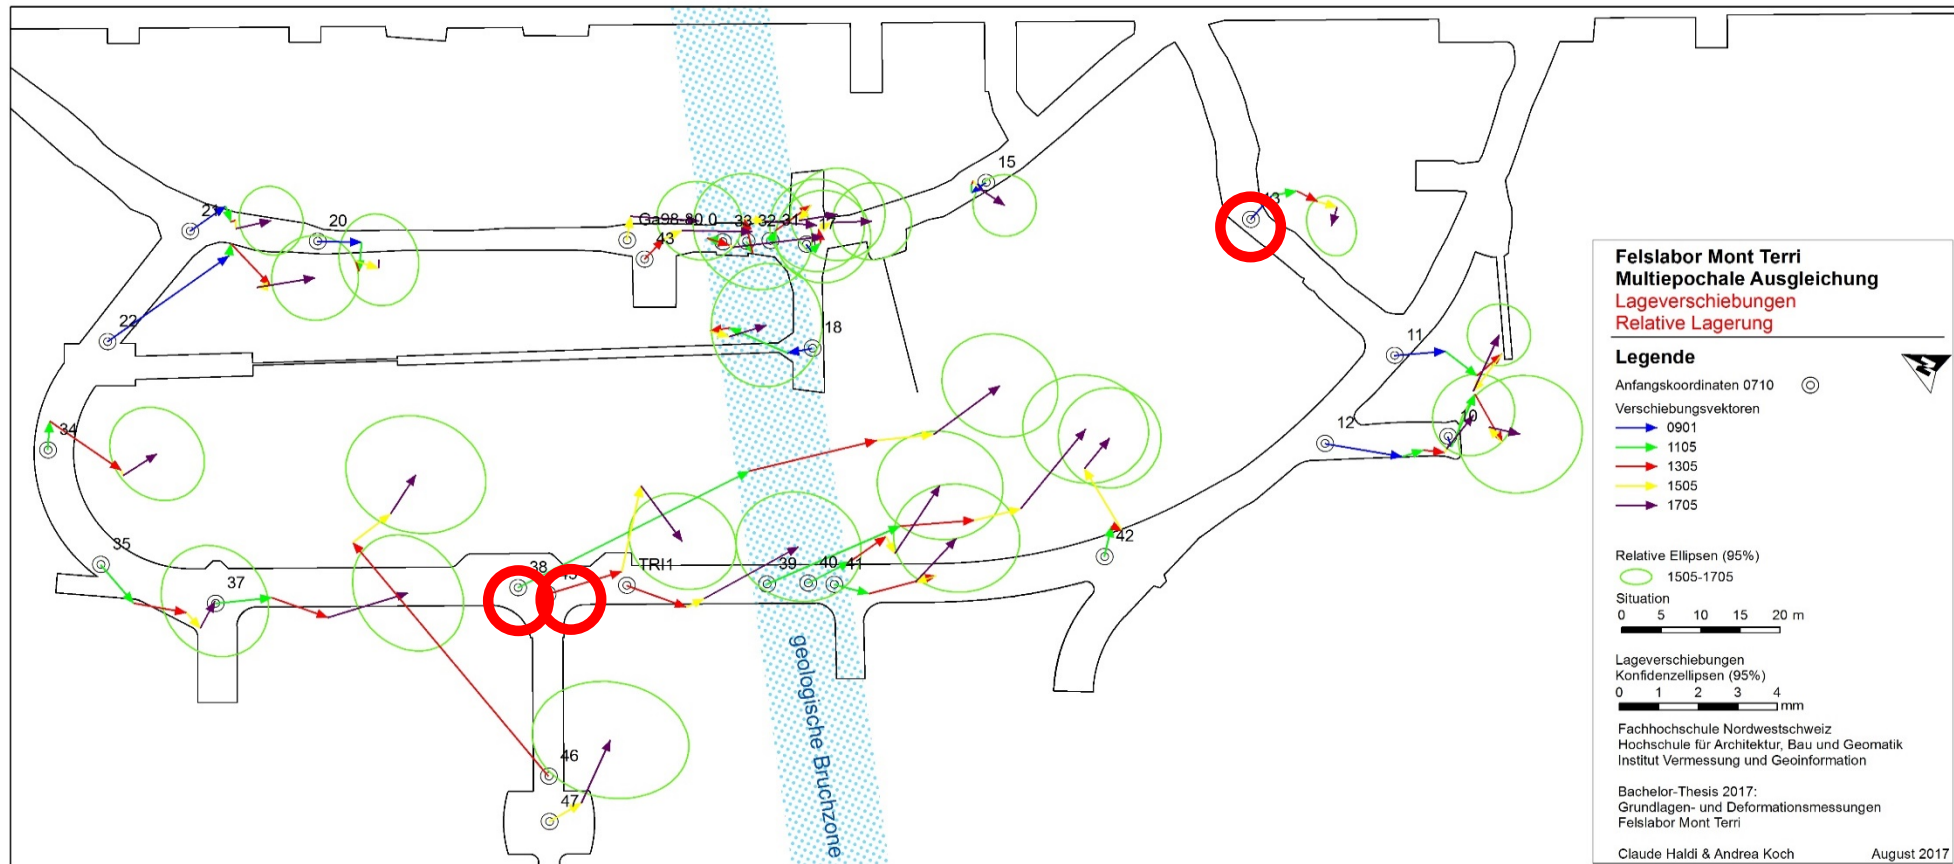 15
21
20
Ga98-80.0
33
32
31
17
43
22
18
11
12
10
34
35
37
38
TRI1
39
40
41
42
46
47
geologische Bruchzone
Felslabor Mont Terri
Multiepochale Ausgleichung
Lageverschiebungen
Relative Lagerung
Legende
N
Anfangskoordinaten 0710
Verschiebungsvektoren
0901
1105
1305
1505
1705
Relative Ellipsen (95%)
1505-1705
Situation
0 5 10 15 20 m
Lageverschiebungen
Konfidenzellipsen (95%)
0 1 2 3 4
mm
Fachhochschule Nordwestschweiz
Hochschule für Architektur, Bau und Geomatik
Institut Vermessung und Geoinformation
Bachelor-Thesis 2017:
Grundlagen- und Deformationsmessungen
Felslabor Mont Terri
Claude Haldi & Andrea Koch August 2017